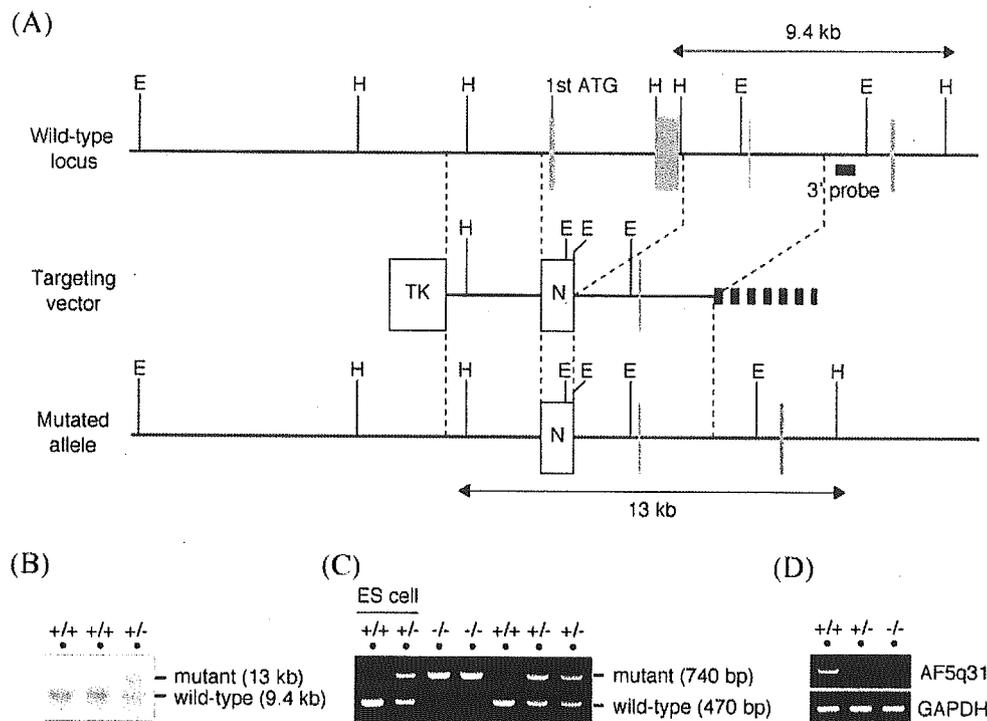 (A)
9.4 kb
E H H 1st ATG H H E E H
Wild-type
locus
3' probe
H E E E
Targeting
vector
TK N
E H H E E E E H
Mutated
allele
N
13 kb
(B)
+/+ +/+ +/-
mutant (13 kb)
wild-type (9.4 kb)
(C)
ES cell
+/+ +/- -/- -/- +/+ +/- +/-
mutant (740 bp)
wild-type (470 bp)
(D)
+/+ +/- -/-
AF5q31
GAPDH